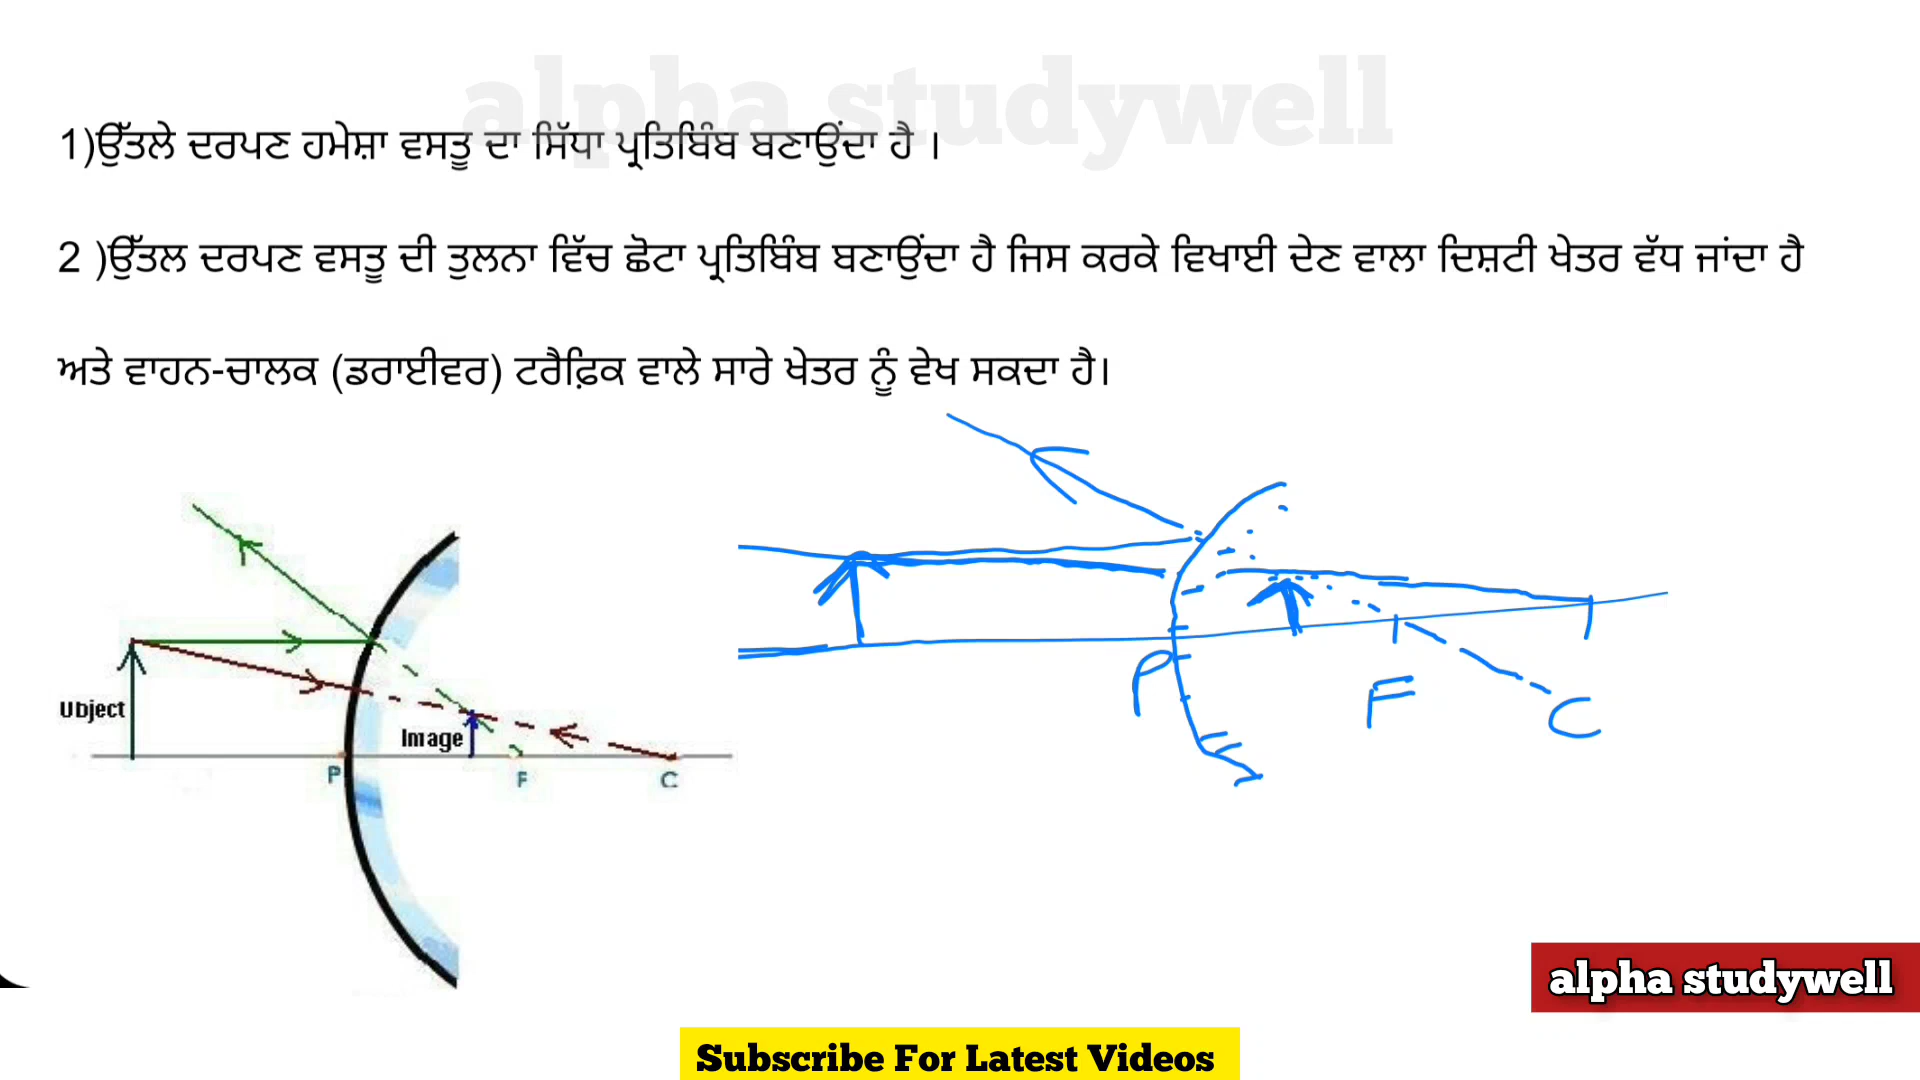 alpha studywell
1)ਉੱਤਲੇ ਦਰਪਣ ਹਮੇਸ਼ਾ ਵਸਤੂ ਦਾ ਸਿੱਧਾ ਪ੍ਰਤਿਬਿੰਬ ਬਣਾਉਂਦਾ ਹੈ ।
2 )ਉੱਤਲ ਦਰਪਣ ਵਸਤੂ ਦੀ ਤੁਲਨਾ ਵਿੱਚ ਛੋਟਾ ਪ੍ਰਤਿਬਿੰਬ ਬਣਾਉਂਦਾ ਹੈ ਜਿਸ ਕਰਕੇ ਵਿਖਾਈ ਦੇਣ ਵਾਲਾ ਦਿਸ਼ਟੀ ਖੇਤਰ ਵੱਧ ਜਾਂਦਾ ਹੈ
ਅਤੇ ਵਾਹਨ-ਚਾਲਕ (ਡਰਾਈਵਰ) ਟਰੈਫ਼ਿਕ ਵਾਲੇ ਸਾਰੇ ਖੇਤਰ ਨੂੰ ਵੇਖ ਸਕਦਾ ਹੈ।
Object
Image
P F C
P F C
alpha studywell
Subscribe For Latest Videos